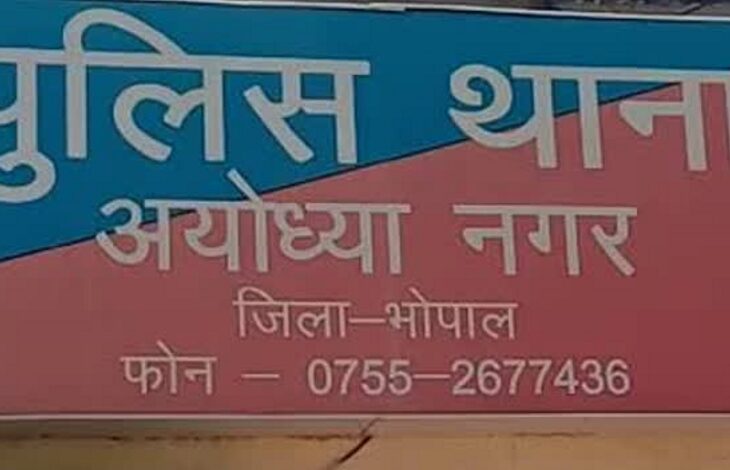 पुलिस थाना
अयोध्या नगर
जिला–भोपाल
फोन – 0755–2677436